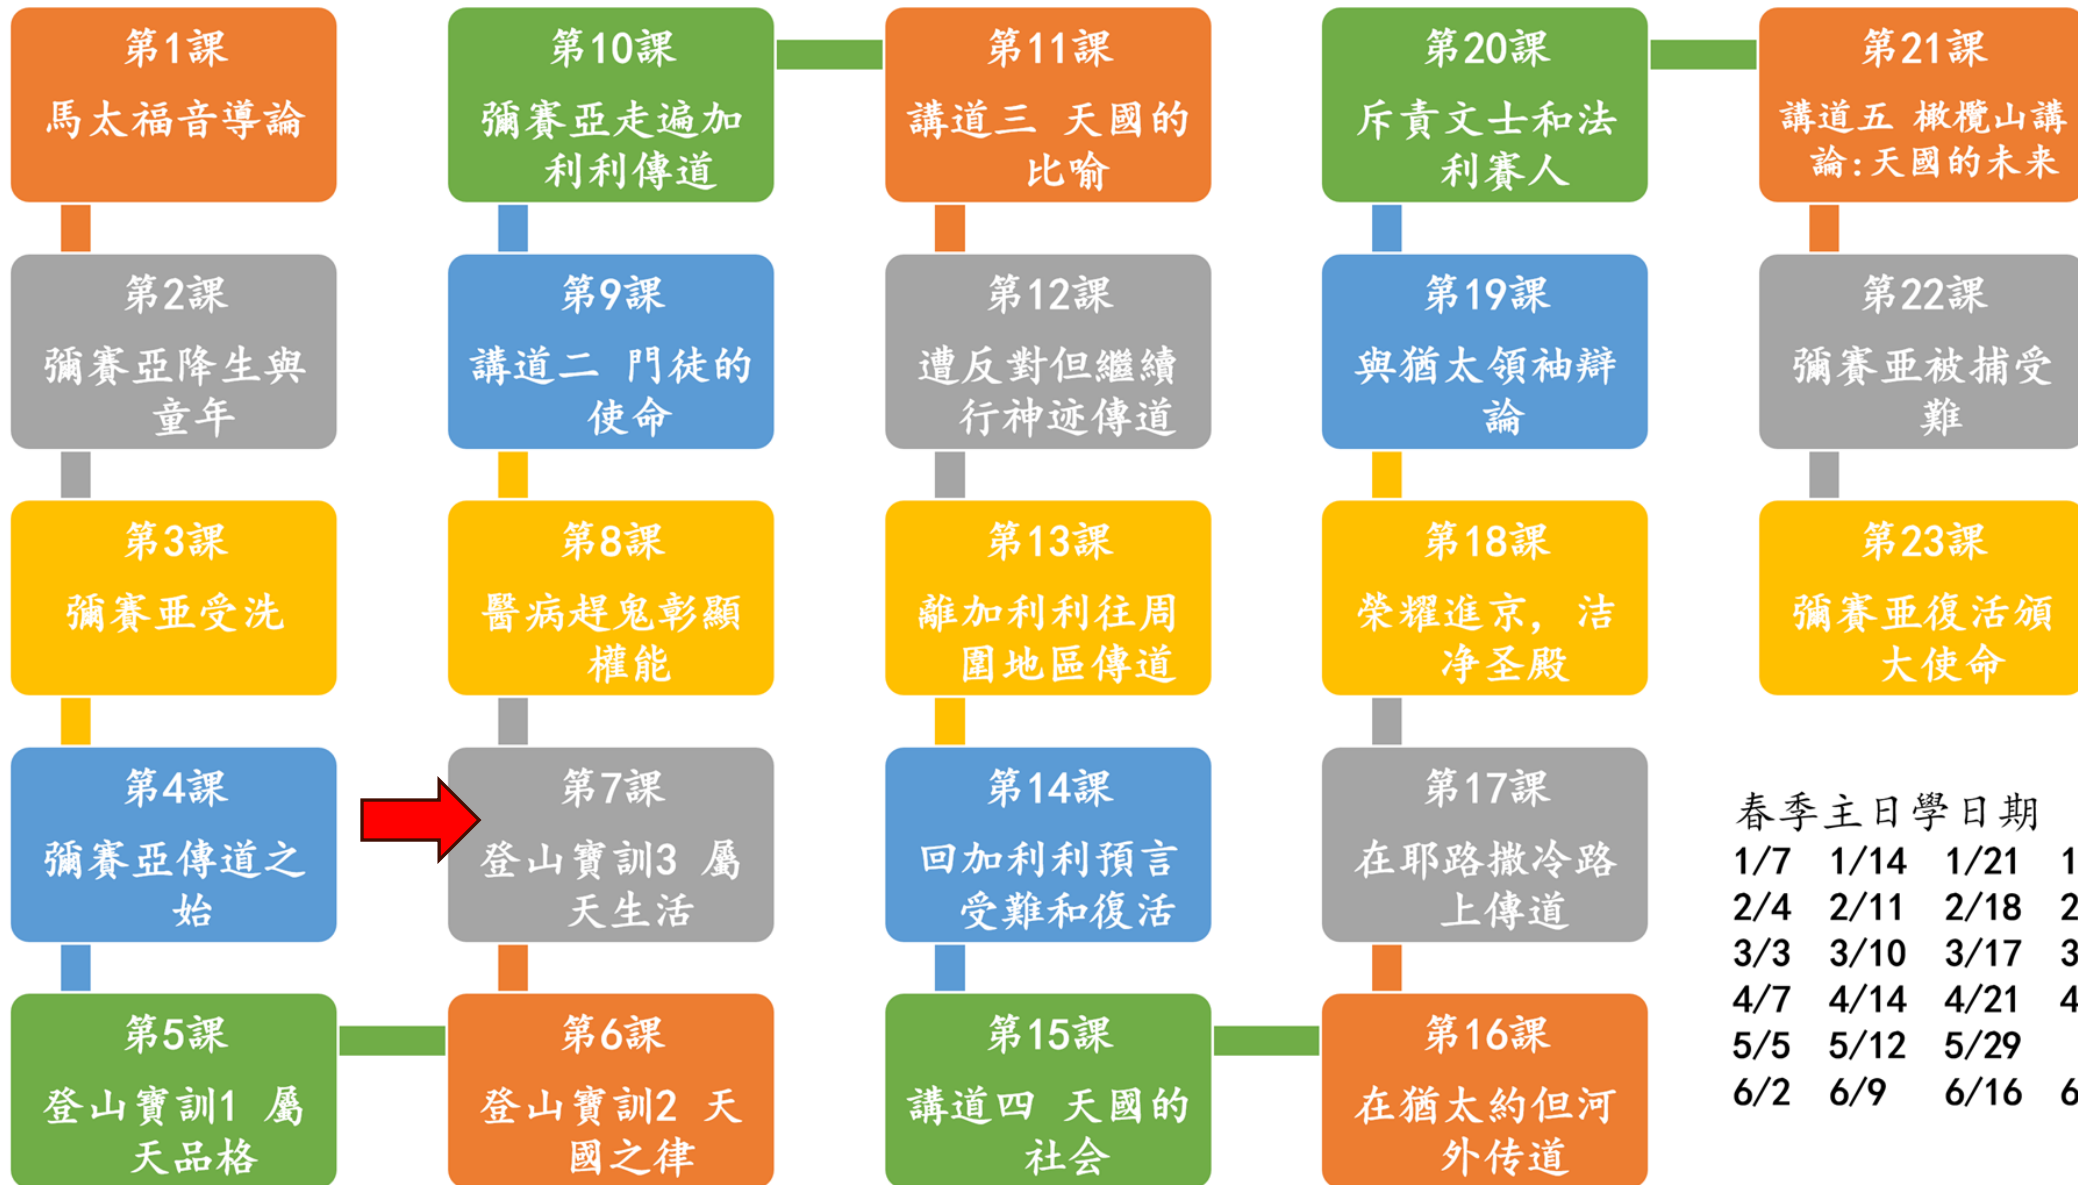 第1課
馬太福音導論
第2課
彌賽亞降生與
童年
第3課
彌賽亞受洗
第4課
彌賽亞傳道之
始
第5課
登山寶訓1 屬
天品格
第6課
登山寶訓2 天
國之律
第7課
登山寶訓3 屬
天生活
第8課
醫病趕鬼彰顯
權能
第9課
講道二 門徒的
使命
第10課
彌賽亞走遍加
利利傳道
第11課
講道三 天國的
比喻
第12課
遭反對但繼續
行神迹傳道
第13課
離加利利往周
圍地區傳道
第14課
回加利利預言
受難和復活
第15課
講道四 天國的
社会
第16課
在猶太約但河
外传道
第17課
在耶路撒冷路
上傳道
第18課
榮耀進京, 洁
净圣殿
第19課
與猶太領袖辯
論
第20課
斥責文士和法
利賽人
第21課
講道五 橄欖山講
論:天國的未来
第22課
彌賽亞被捕受
難
第23課
彌賽亞復活頒
大使命
春季主日學日期
1/7 1/14 1/21 1
2/4 2/11 2/18 2
3/3 3/10 3/17 3
4/7 4/14 4/21 4
5/5 5/12 5/29
6/2 6/9 6/16 6